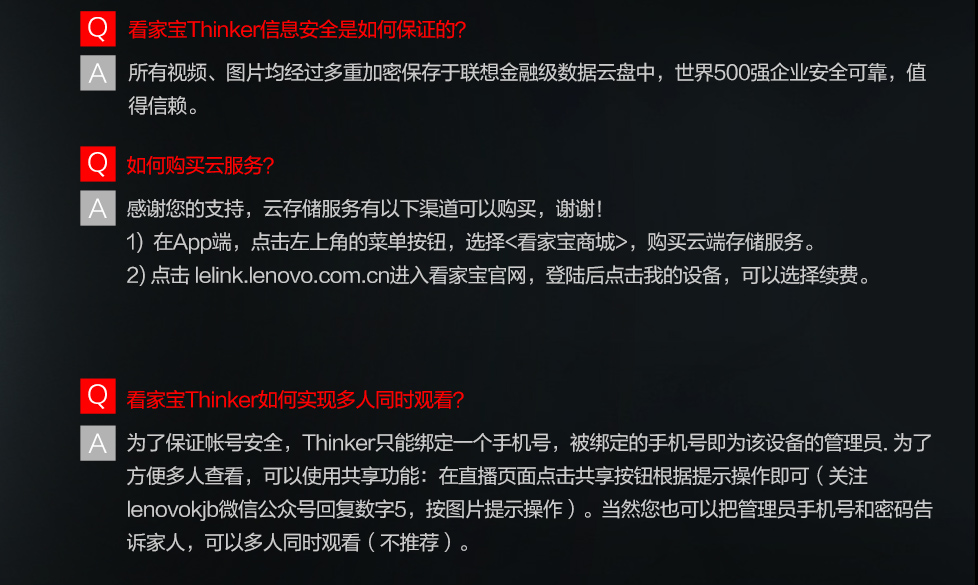 Q 看家宝Thinker信息安全是如何保证的?
A 所有视频、图片均经过多重加密保存于联想金融级数据云盘中，世界500强企业安全可靠，值
得信赖。
Q 如何购买云服务?
A 感谢您的支持，云存储服务有以下渠道可以购买，谢谢!
1) 在App端，点击左上角的菜单按钮，选择<看家宝商城>，购买云端存储服务。
2) 点击 lelink.lenovo.com.cn进入看家宝官网，登陆后点击我的设备，可以选择续费。
Q 看家宝Thinker如何实现多人同时观看?
A 为了保证帐号安全，Thinker只能绑定一个手机号，被绑定的手机号即为该设备的管理员. 为了
方便多人查看，可以使用共享功能：在直播页面点击共享按钮根据提示操作即可（关注
lenovokjb微信公众号回复数字5，按图片提示操作）。当然您也可以把管理员手机号和密码告
诉家人，可以多人同时观看（不推荐）。